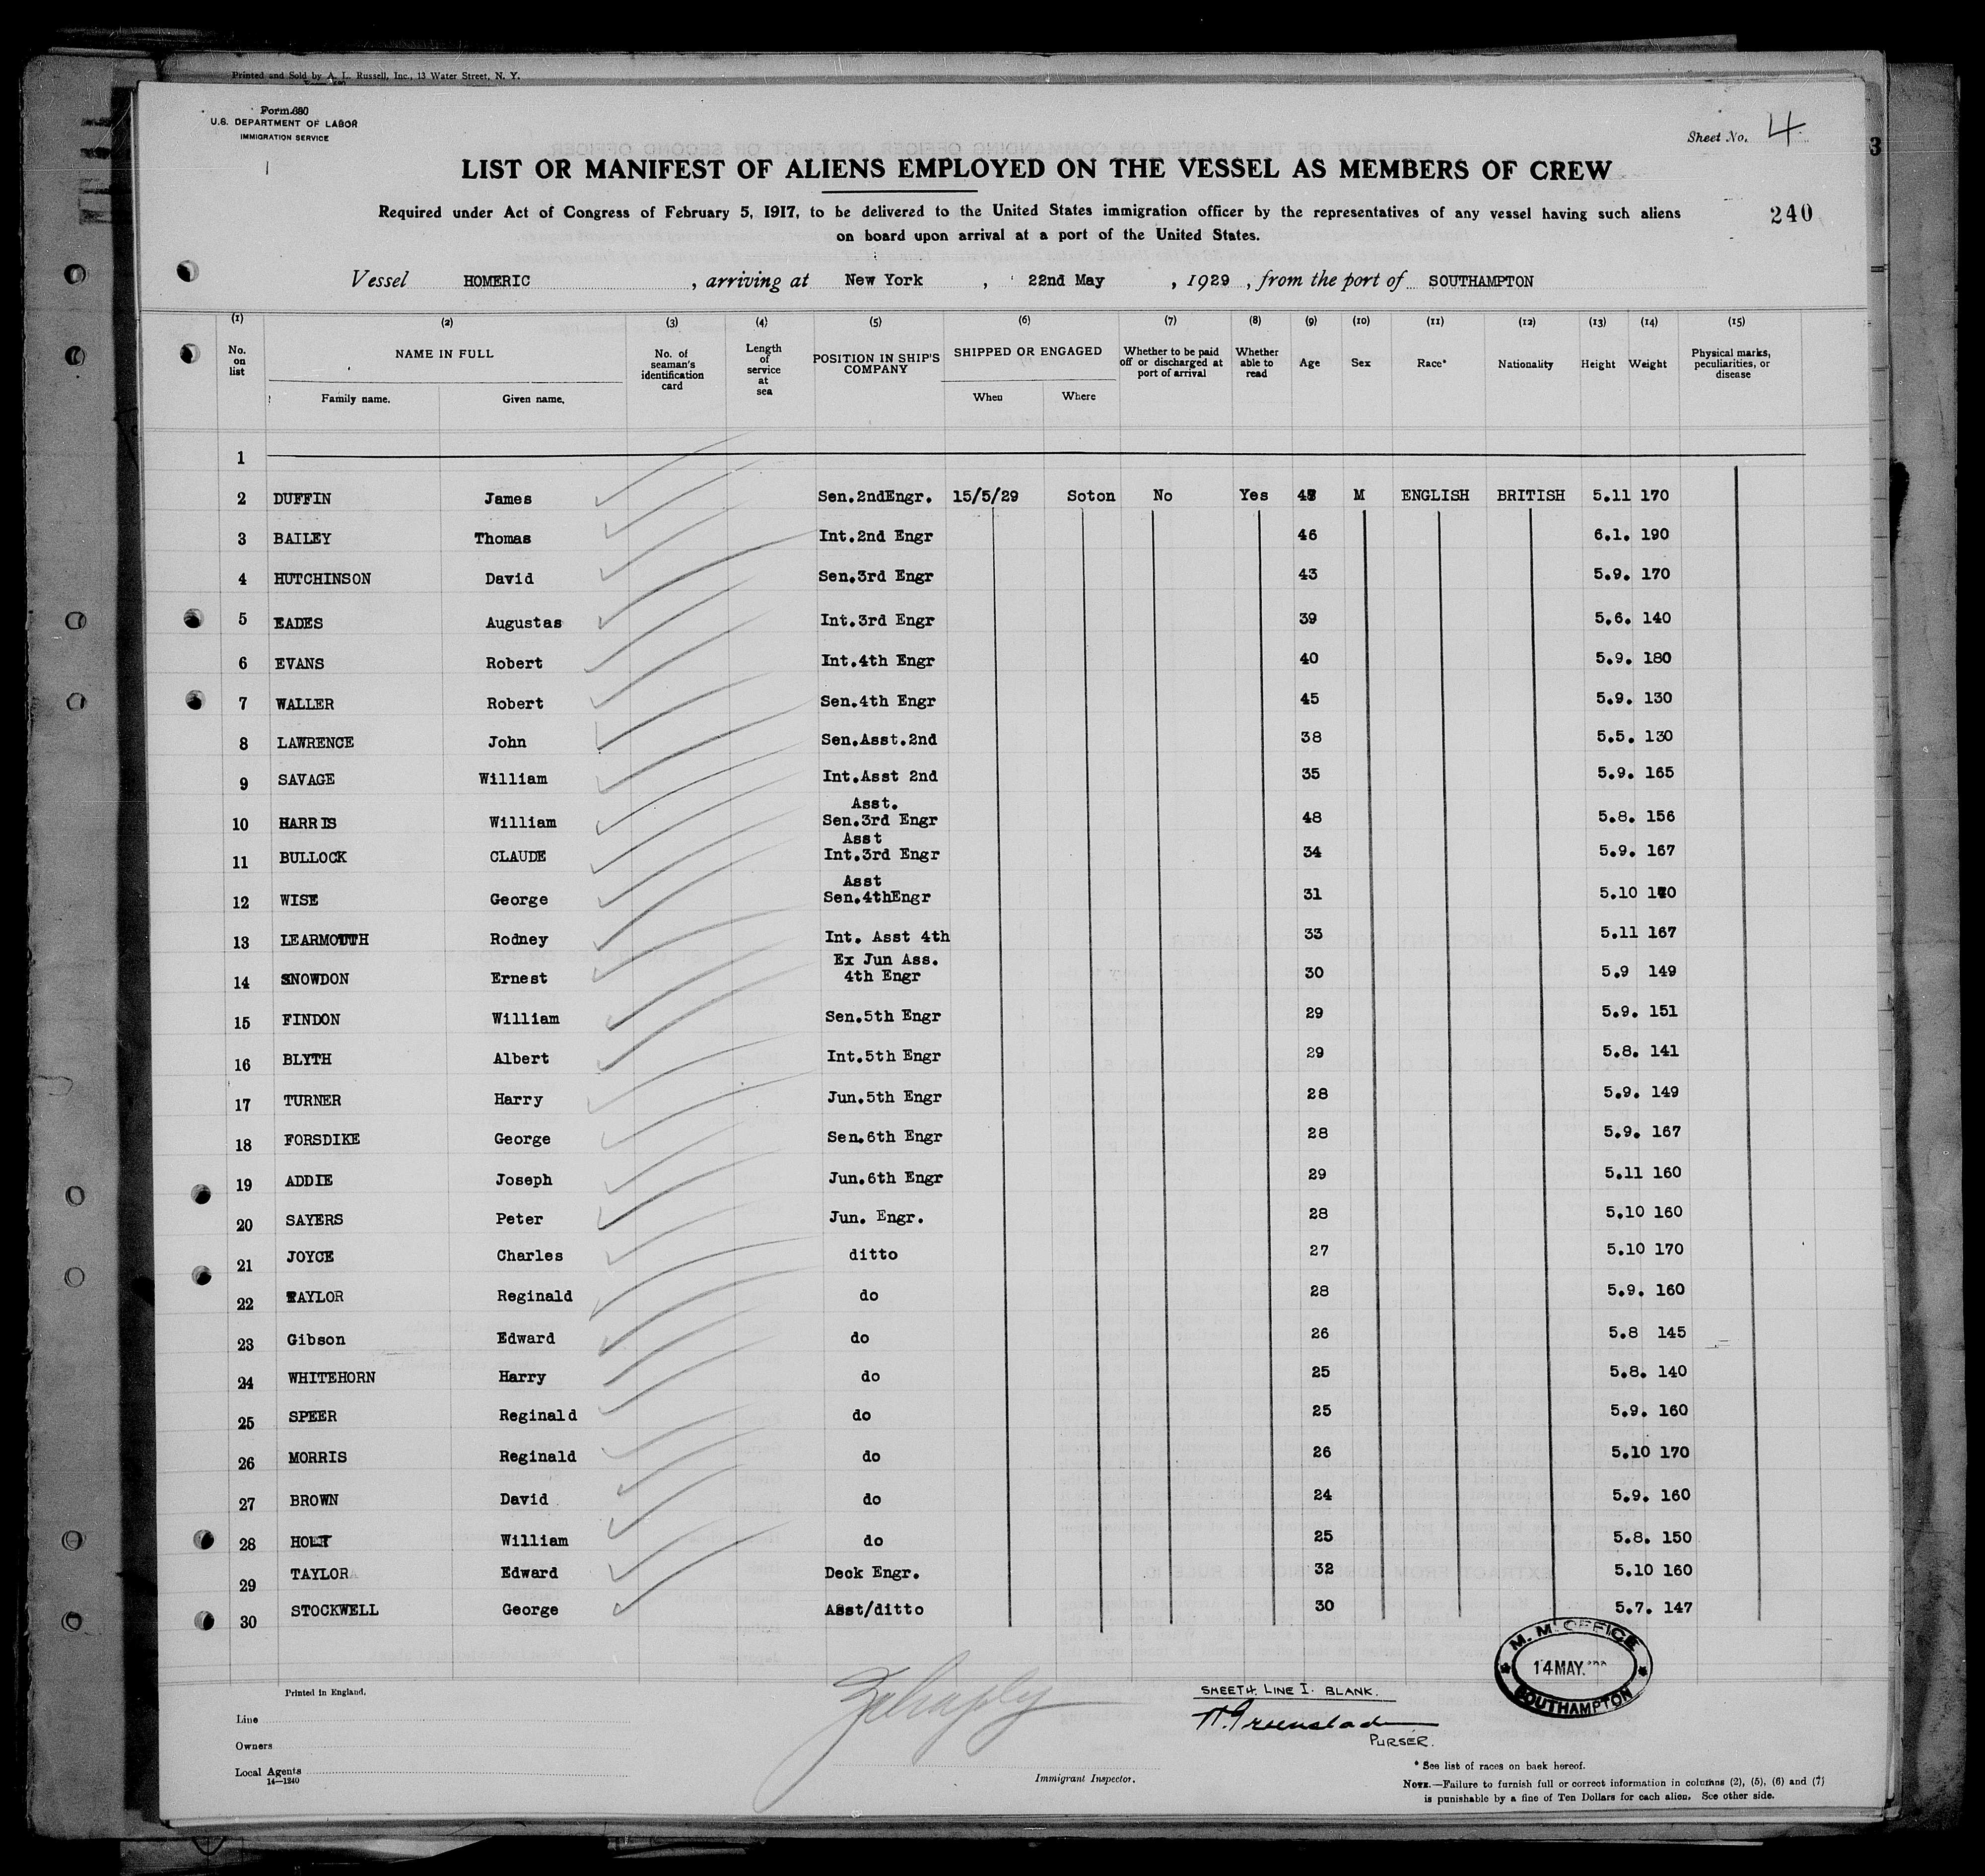 Printed and Sold by A. L. Russell, Inc., 13 Water Street, N. Y.
Form 680
U.S. DEPARTMENT OF LABOR
IMMIGRATION SERVICE
Sheet No. 4
3
LIST OR MANIFEST OF ALIENS EMPLOYED ON THE VESSEL AS MEMBERS OF CREW
Required under Act of Congress of February 5, 1917, to be delivered to the United States immigration officer by the representatives of any vessel having such aliens
on board upon arrival at a port of the United States.
240
Vessel HOMERIC, arriving at New York, 22nd May, 1929, from the port of SOUTHAMPTON
(1) (2) (3) (4) (5) (6) (7) (8) (9) (10) (11) (12) (13) (14) (15)
No. on list NAME IN FULL No. of seaman's identification card Length of service at sea POSITION IN SHIP'S COMPANY SHIPPED OR ENGAGED Whether to be paid off or discharged at port of arrival Whether able to read Age Sex Race* Nationality Height Weight Physical marks, peculiarities, or disease
Family name. Given name. When Where
1
2 DUFFIN James Sen.2ndEngr. 15/5/29 Soton No Yes M ENGLISH BRITISH 5.11 170
3 BAILEY Thomas Int.2nd Engr 46 6.1. 190
4 HUTCHINSON David Sen.3rd Engr 43 5.9. 170
5 EADES Augustas Int.3rd Engr 39 5.6. 140
6 EVANS Robert Int.4th Engr 40 5.9. 180
7 WALLER Robert Sen.4th Engr 45 5.9. 130
8 LAWRENCE John Sen.Asst.2nd 38 5.5. 130
9 SAVAGE William Int.Asst 2nd 35 5.9. 165
Asst.
10 HARRIS William Sen.3rd Engr 48 5.8. 156
Asst
11 BULLOCK CLAUDE Int.3rd Engr 34 5.9. 167
Asst
12 WISE George Sen.4thEngr 31 5.10
13 LEARMOUTH Rodney Int. Asst 4th 33 5.11 167
Ex Jun Ass.
14 SNOWDON Ernest 4th Engr 30 5.9 149
15 FINDON William Sen.5th Engr 29 5.9. 151
16 BLYTH Albert Int.5th Engr 29 5.8. 141
17 TURNER Harry Jun.5th Engr 28 5.9. 149
18 FORSDIKE George Sen.6th Engr 28 5.9. 167
19 ADDIE Joseph Jun.6th Engr 29 5.11 160
20 SAYERS Peter Jun. Engr. 28 5.10 160
21 JOYCE Charles ditto 27 5.10 170
22 TAYLOR Reginald do 28 5.9. 160
23 Gibson Edward do 26 5.8 145
24 WHITEHORN Harry do 25 5.8. 140
25 SPEER Reginald do 25 5.9. 160
26 MORRIS Reginald do 26 5.10 170
27 BROWN David do 24 5.9. 160
28 HOLT William do 25 5.8. 150
29 TAYLOR Edward Deck Engr. 32 5.10 160
30 STOCKWELL George Asst/ditto 30 5.7. 147
M. M. OFFICE
14 MAY
SOUTHAMPTON
Printed in England.
SHEET 4. LINE 1. BLANK.
Line
Owners
PURSER.
Local Agents
14—1240
Immigrant Inspector.
* See list of races on back hereof.
NOTE.—Failure to furnish full or correct information in columns (2), (5), (6) and (7)
is punishable by a fine of Ten Dollars for each alien. See other side.